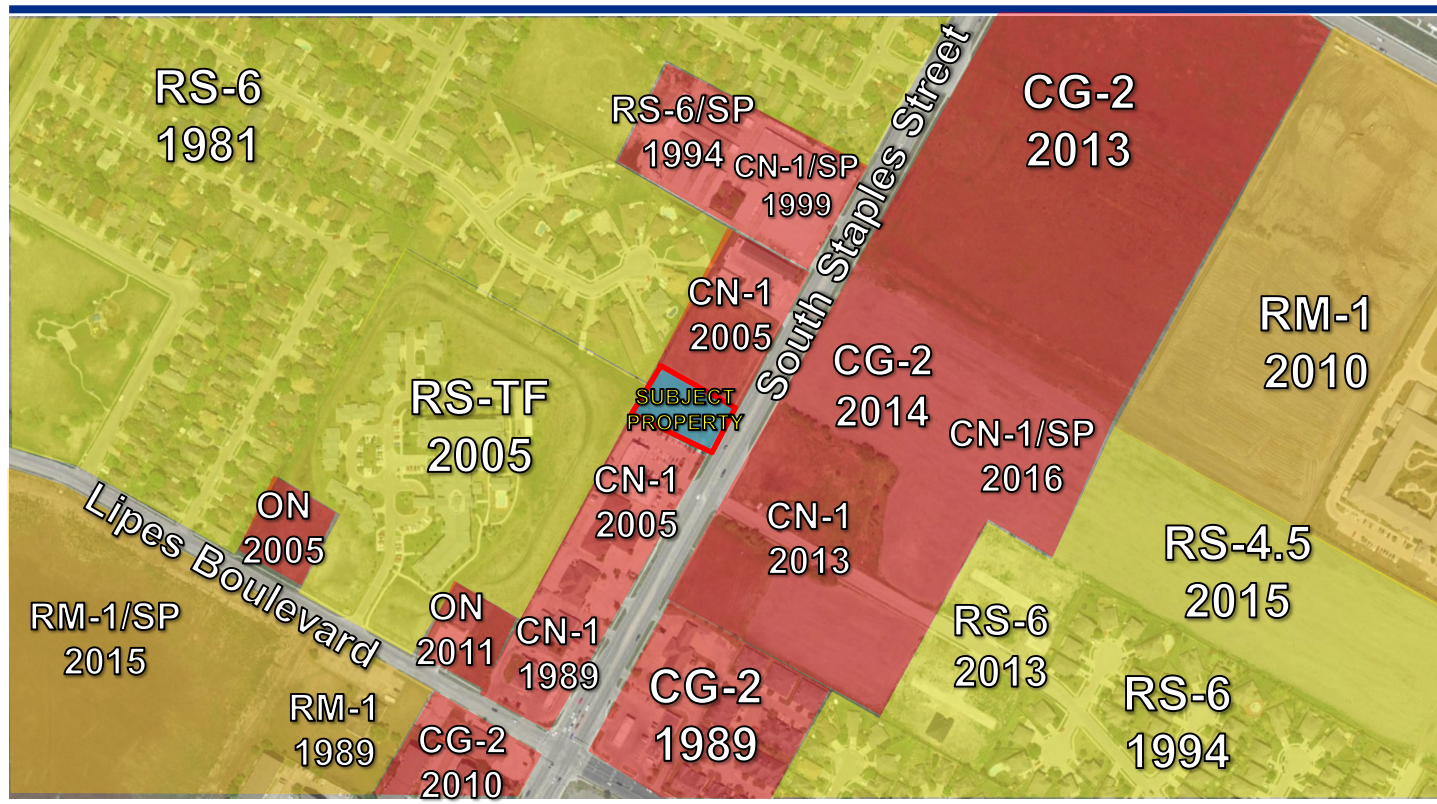 RS-6
1981
RS-6/SP
1994
CN-1/SP
1999
South Staples Street
CG-2
2013
CN-1
2005
RM-1
2010
CG-2
2014
RS-TF
2005
SUBJECT
PROPERTY
CN-1/SP
2016
CN-1
2005
ON
2005
CN-1
2013
Lipes Boulevard
RS-4.5
2015
RM-1/SP
2015
ON
2011
CN-1
1989
RS-6
2013
CG-2
1989
RS-6
1994
RM-1
1989
CG-2
2010